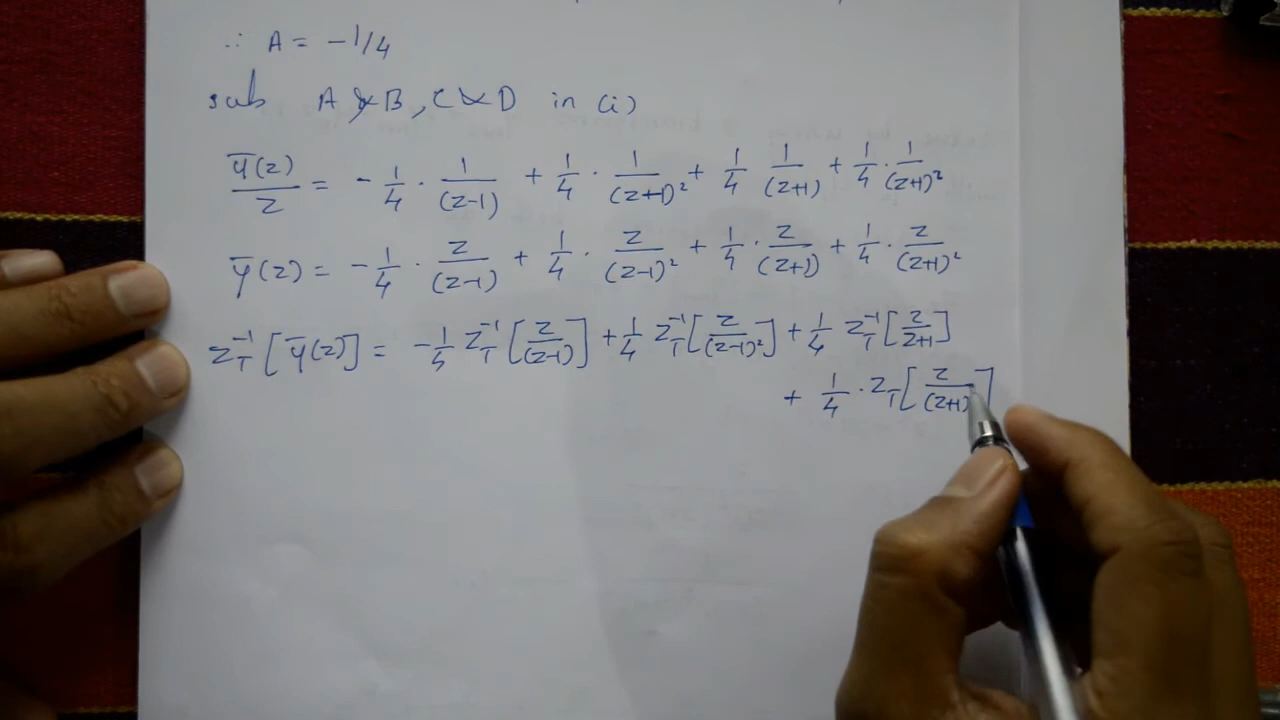 ∴ A = -1/4
sub A & B, C & D in (i)
ȳ(z)/z = -1/4 · 1/(z-1) + 1/4 · 1/(z+1)² + 1/4 1/(z+1) + 1/4 · 1/(z+1)²
ȳ(z) = -1/4 · z/(z-1) + 1/4 · z/(z-1)² + 1/4 · z/(z+1) + 1/4 · z/(z+1)²
Z_T⁻¹[ȳ(z)] = -1/4 Z_T⁻¹[z/(z-1)] + 1/4 Z_T⁻¹[z/(z-1)²] + 1/4 Z_T⁻¹[z/z+1]
+ 1/4 · Z_T[z/(z+1)]